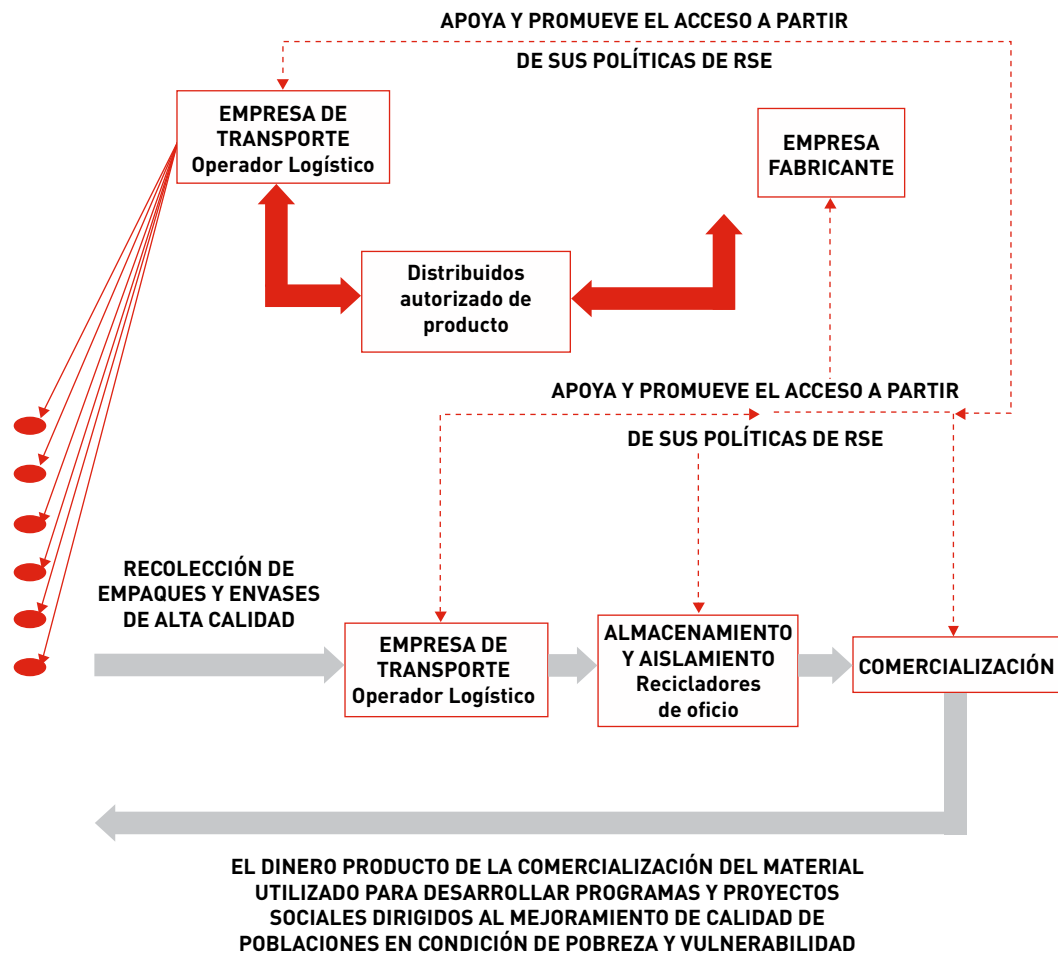 APOYA Y PROMUEVE EL ACCESO A PARTIR
DE SUS POLÍTICAS DE RSE
EMPRESA DE
TRANSPORTE
Operador Logístico
EMPRESA
FABRICANTE
Distribuidos
autorizado de
producto
APOYA Y PROMUEVE EL ACCESO A PARTIR
DE SUS POLÍTICAS DE RSE
RECOLECCIÓN DE
EMPAQUES Y ENVASES
DE ALTA CALIDAD
EMPRESA DE
TRANSPORTE
Operador Logístico
ALMACENAMIENTO
Y AISLAMIENTO
Recicladores
de oficio
COMERCIALIZACIÓN
EL DINERO PRODUCTO DE LA COMERCIALIZACIÓN DEL MATERIAL
UTILIZADO PARA DESARROLLAR PROGRAMAS Y PROYECTOS
SOCIALES DIRIGIDOS AL MEJORAMIENTO DE CALIDAD DE
POBLACIONES EN CONDICIÓN DE POBREZA Y VULNERABILIDAD